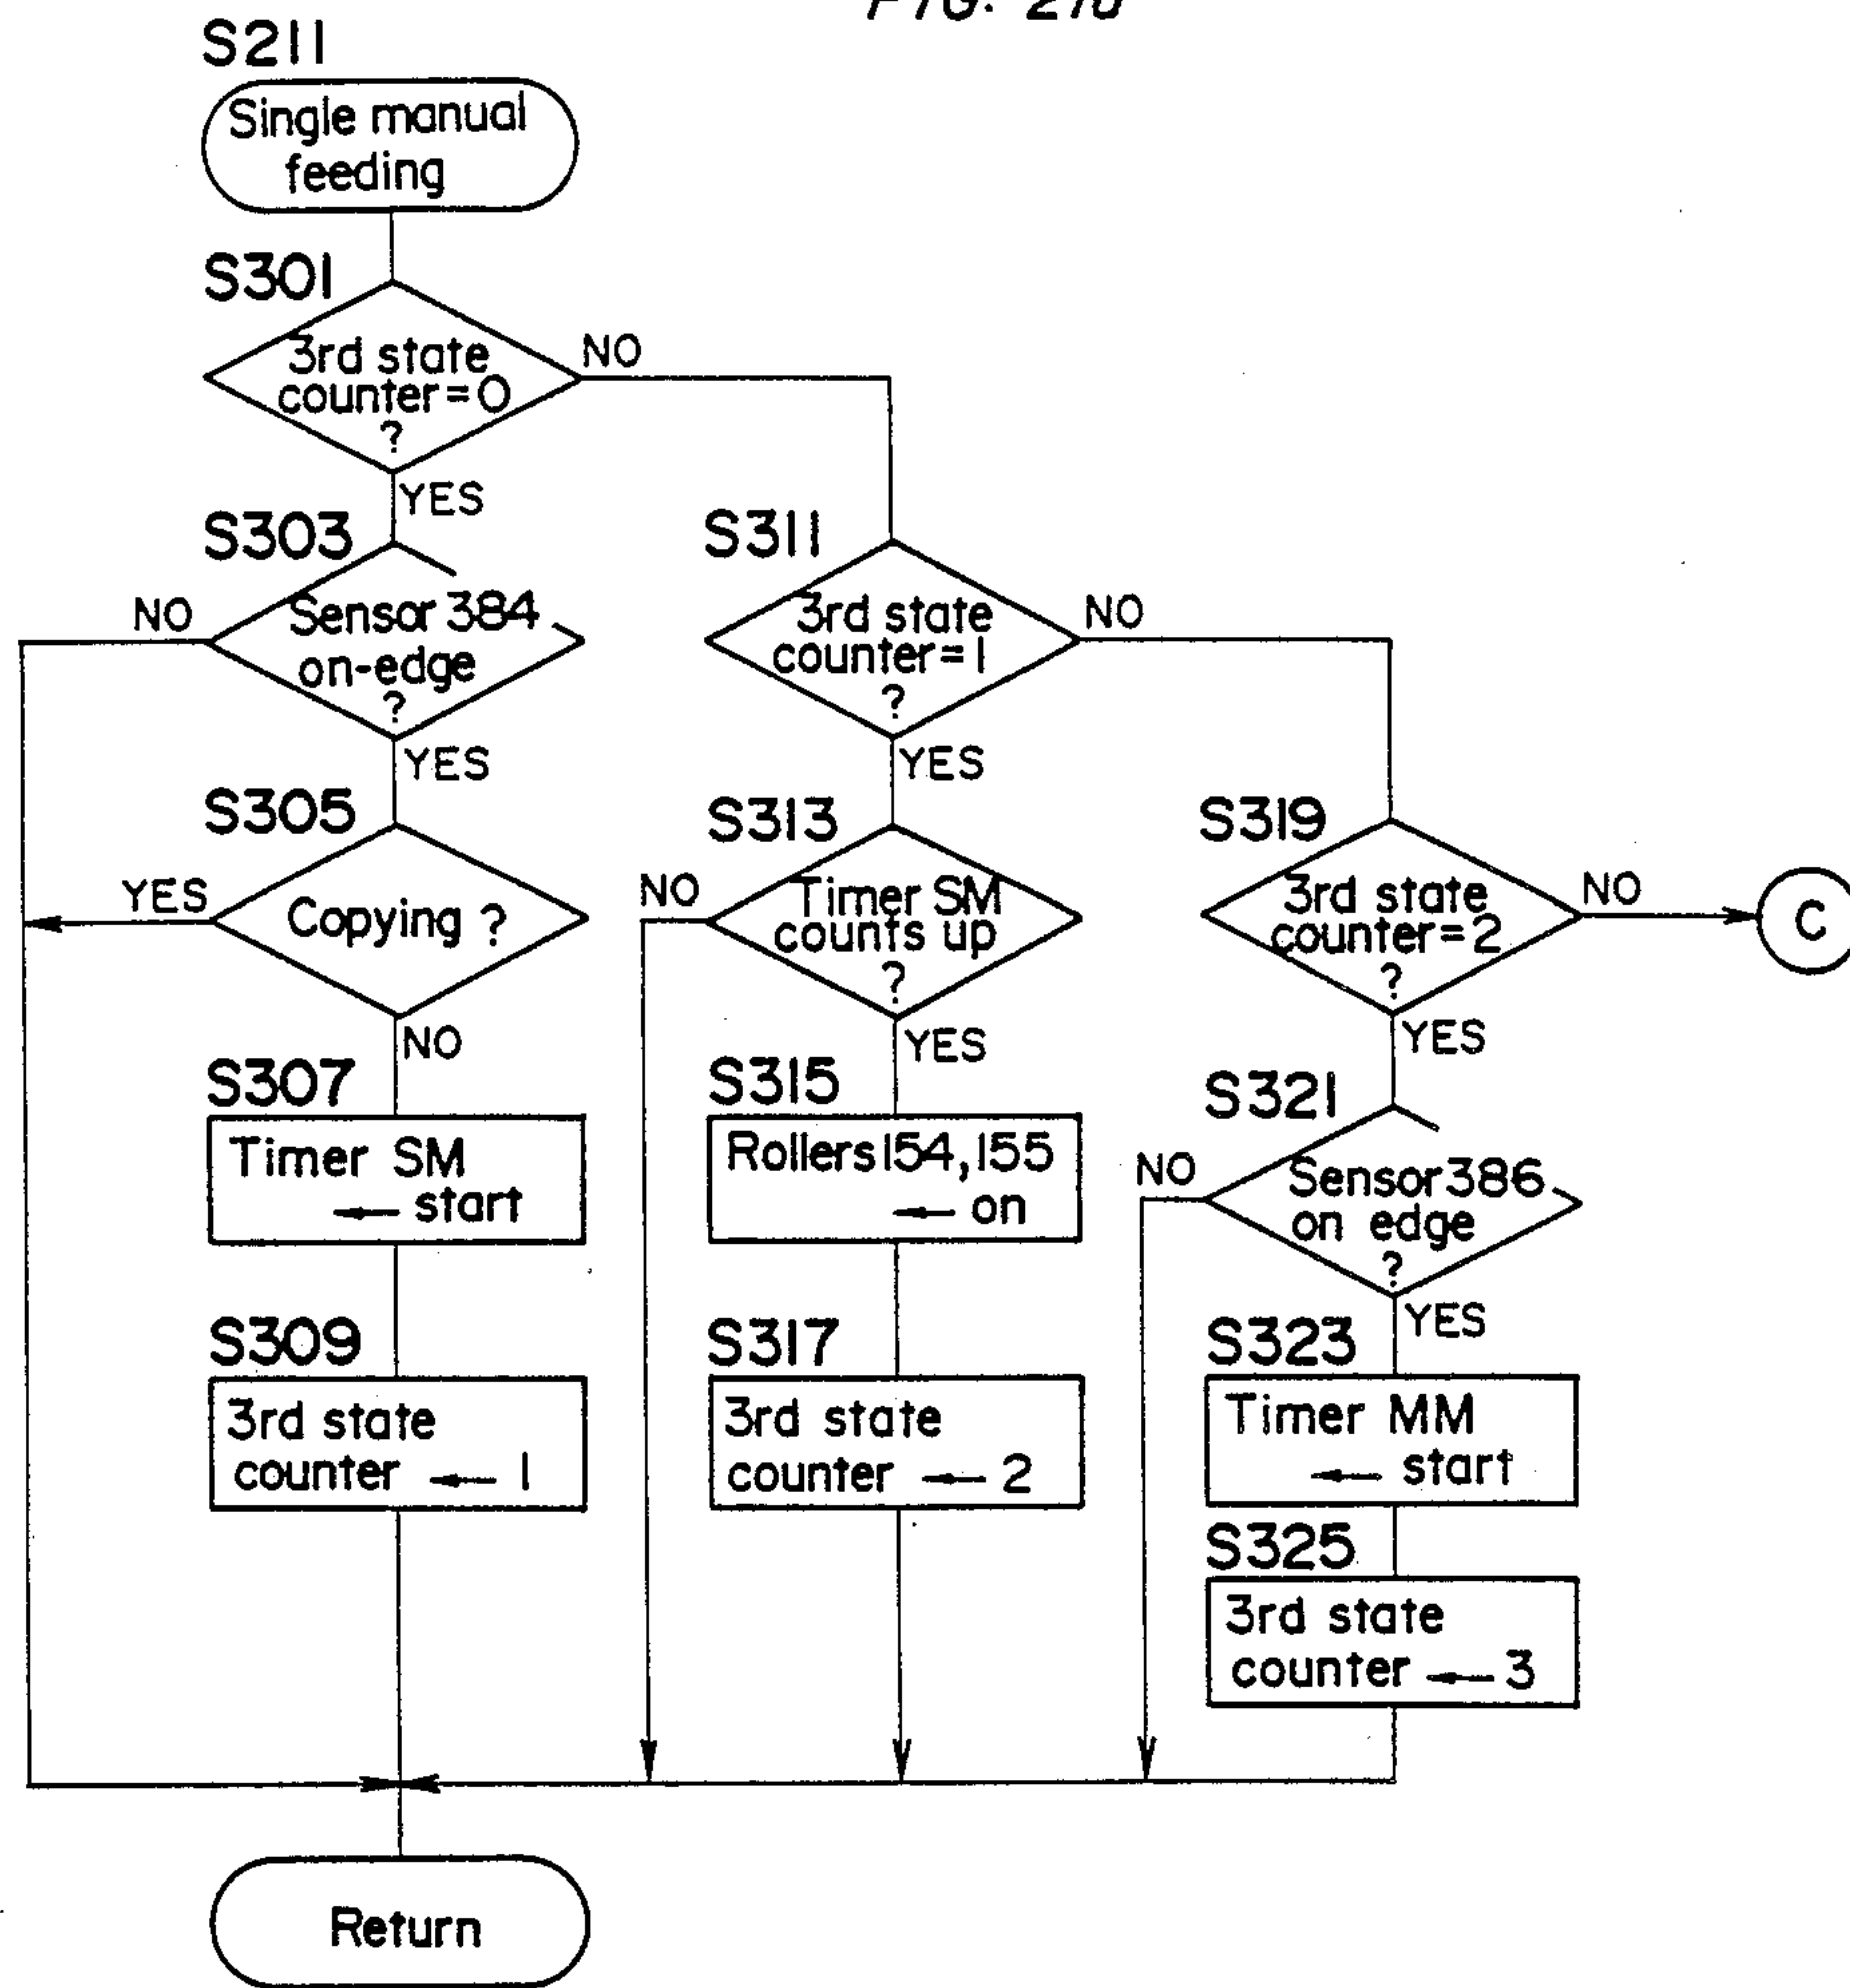 S211
Single manual
feeding
S301
3rd state
counter=0
?
NO
YES
S303
NO
Sensor 384
on-edge
?
YES
S305
YES
Copying ?
NO
S307
Timer SM
← start
S309
3rd state
counter ← 1
S311
3rd state
counter=1
?
NO
YES
S313
NO
Timer SM
counts up
?
YES
S315
Rollers 154, 155
← on
S317
3rd state
counter ← 2
S319
3rd state
counter=2
?
NO
C
YES
S321
NO
Sensor 386
on edge
?
YES
S323
Timer MM
← start
S325
3rd state
counter ← 3
Return